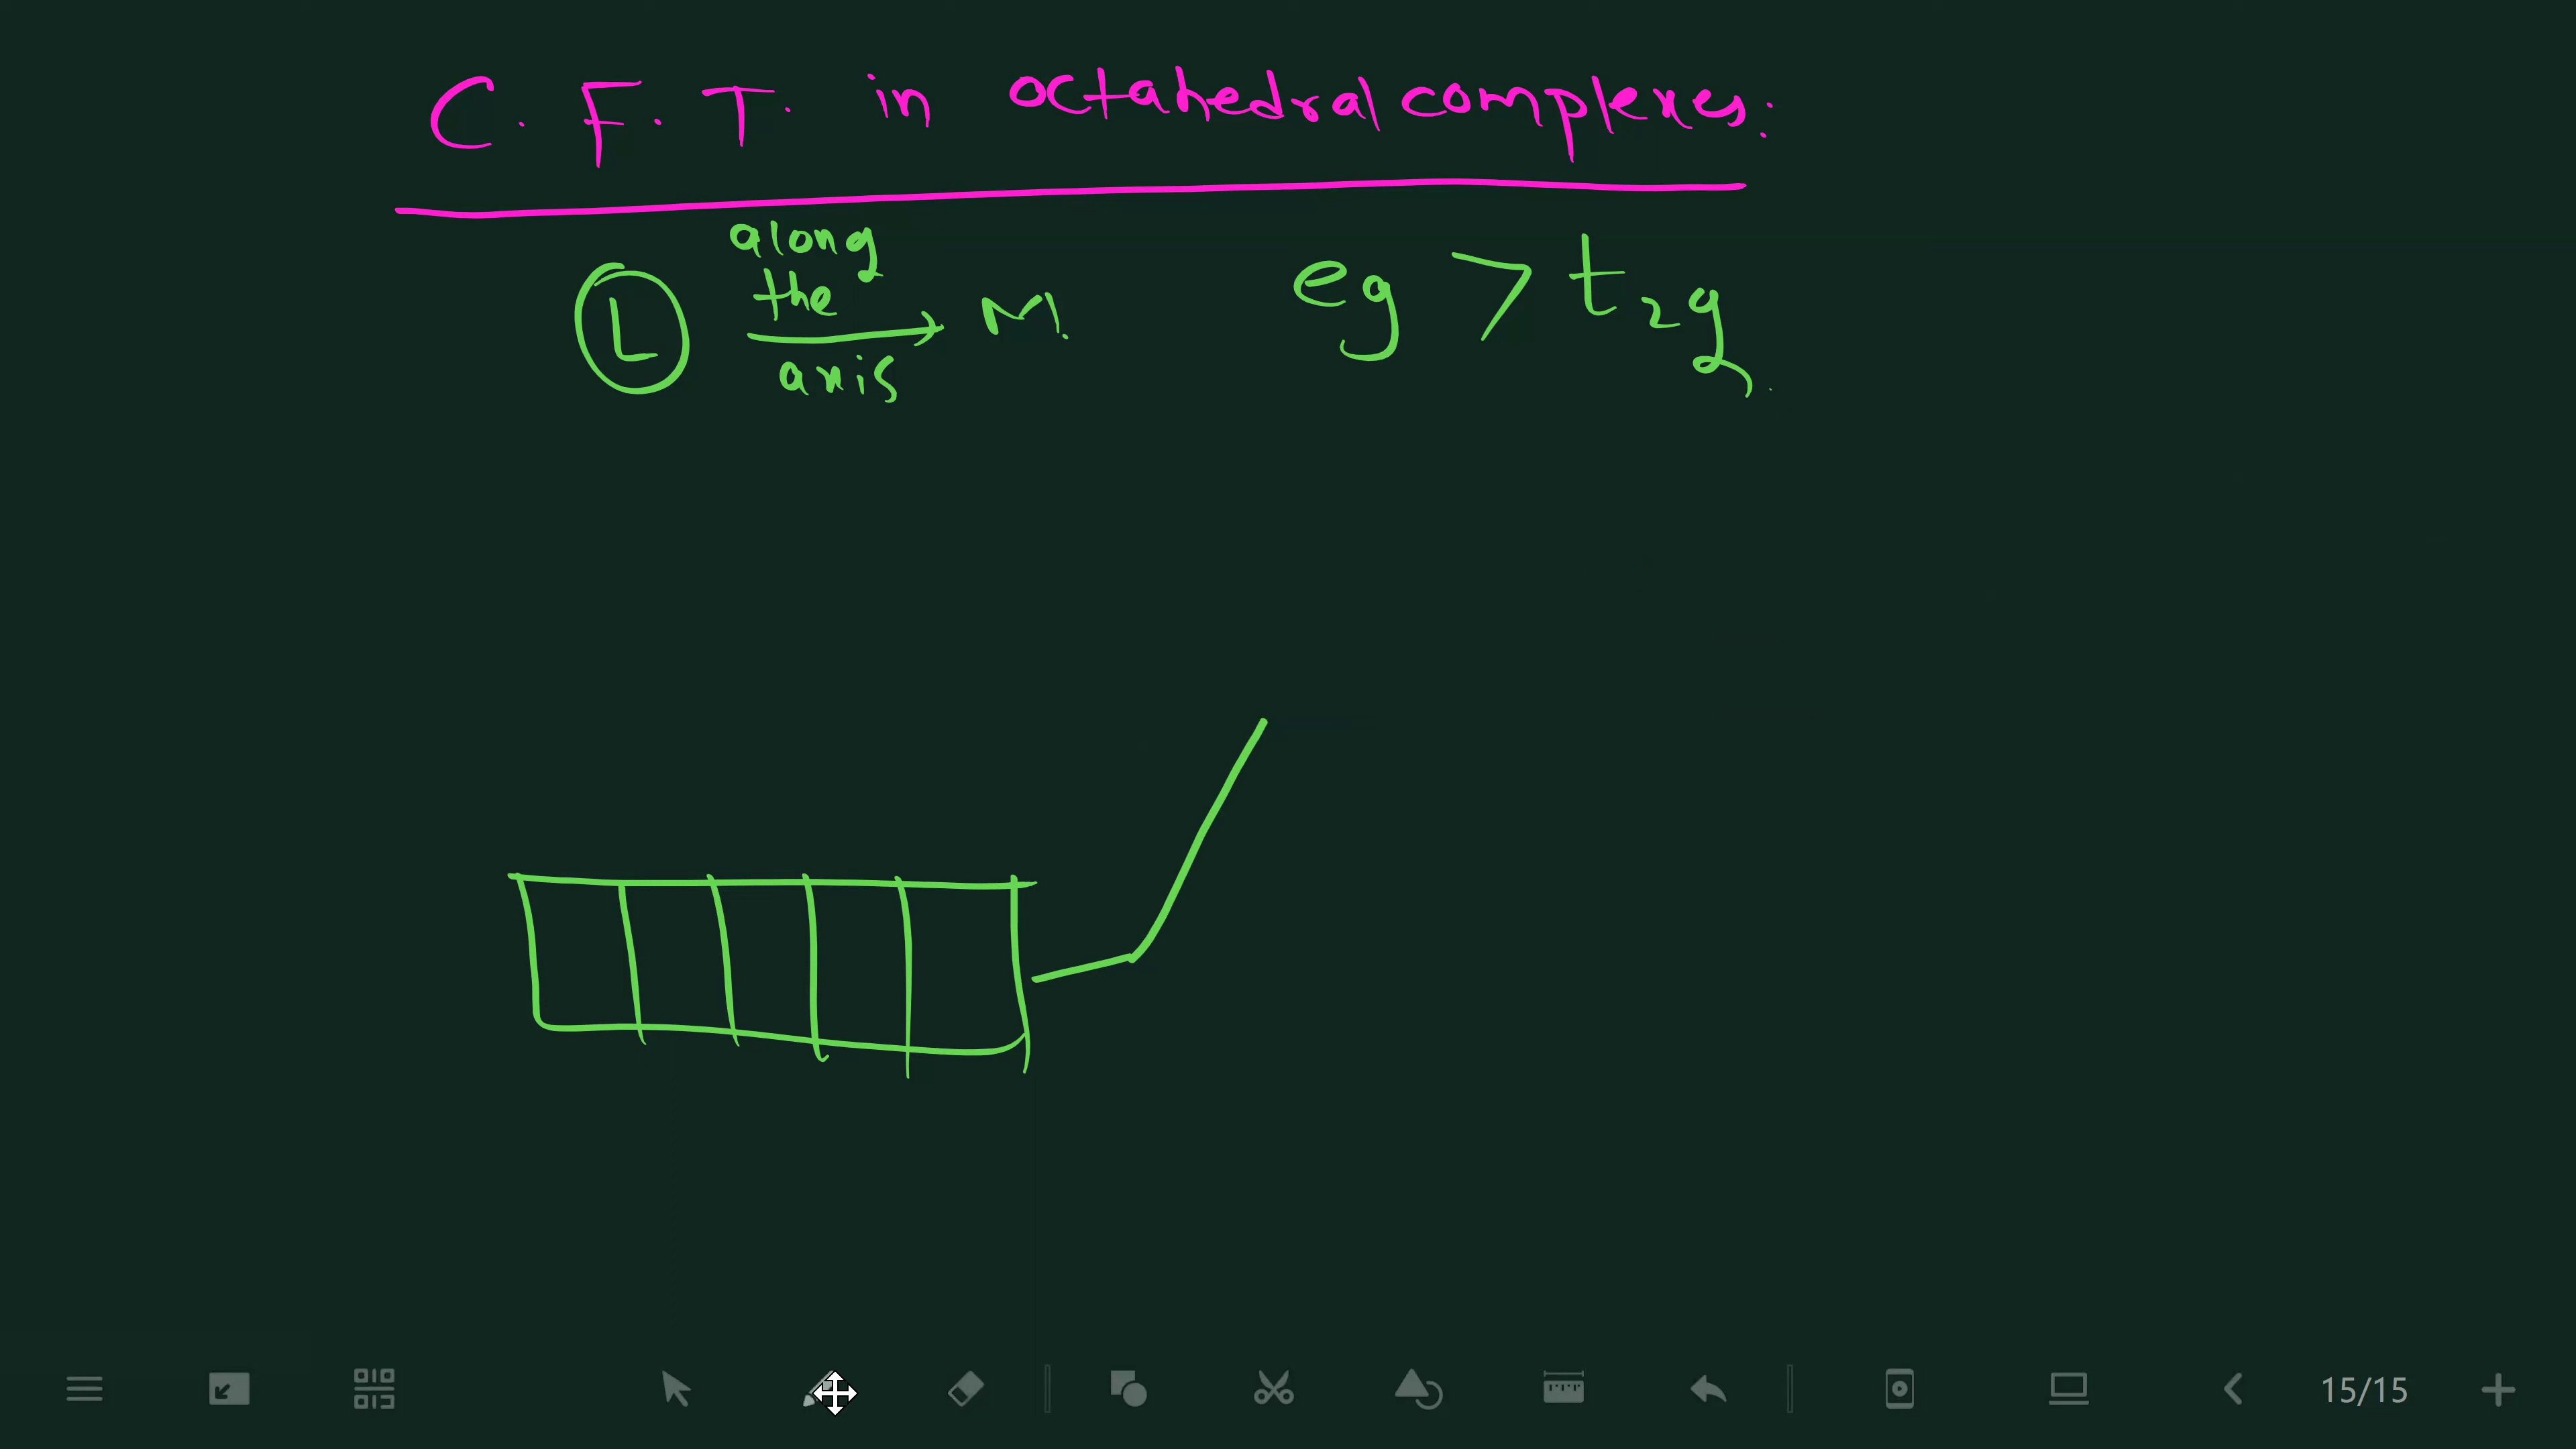 C. F. T. in octahedral complexes:
along
the
L → M.
axis
eg > t2g.
15/15